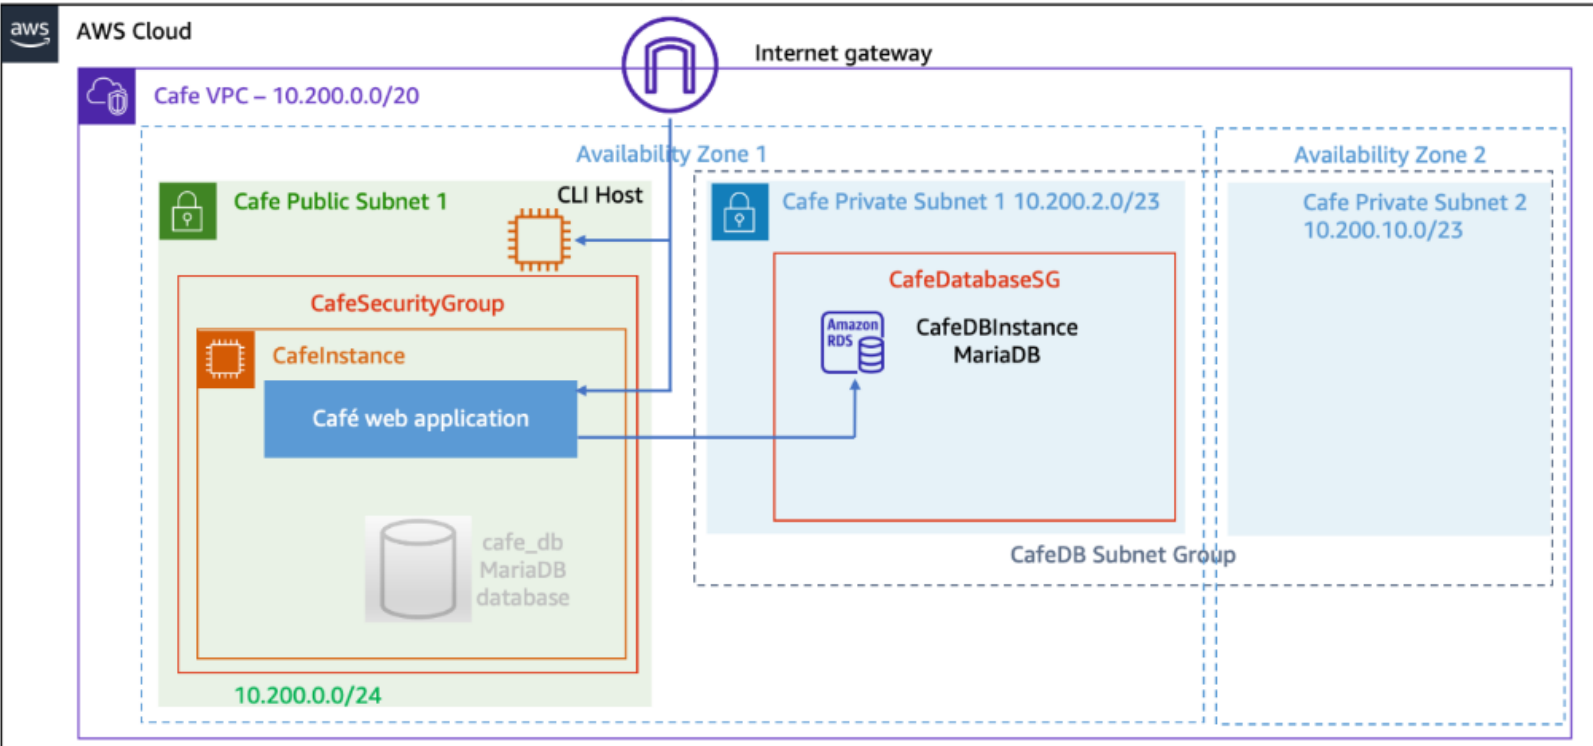 aws
AWS Cloud
Internet gateway
Cafe VPC – 10.200.0.0/20
Availability Zone 1
Availability Zone 2
Cafe Public Subnet 1
CLI Host
Cafe Private Subnet 1 10.200.2.0/23
Cafe Private Subnet 2
10.200.10.0/23
CafeSecurityGroup
CafeDatabaseSG
CafeInstance
Amazon
RDS
CafeDBInstance
MariaDB
Café web application
cafe_db
MariaDB
database
CafeDB Subnet Group
10.200.0.0/24